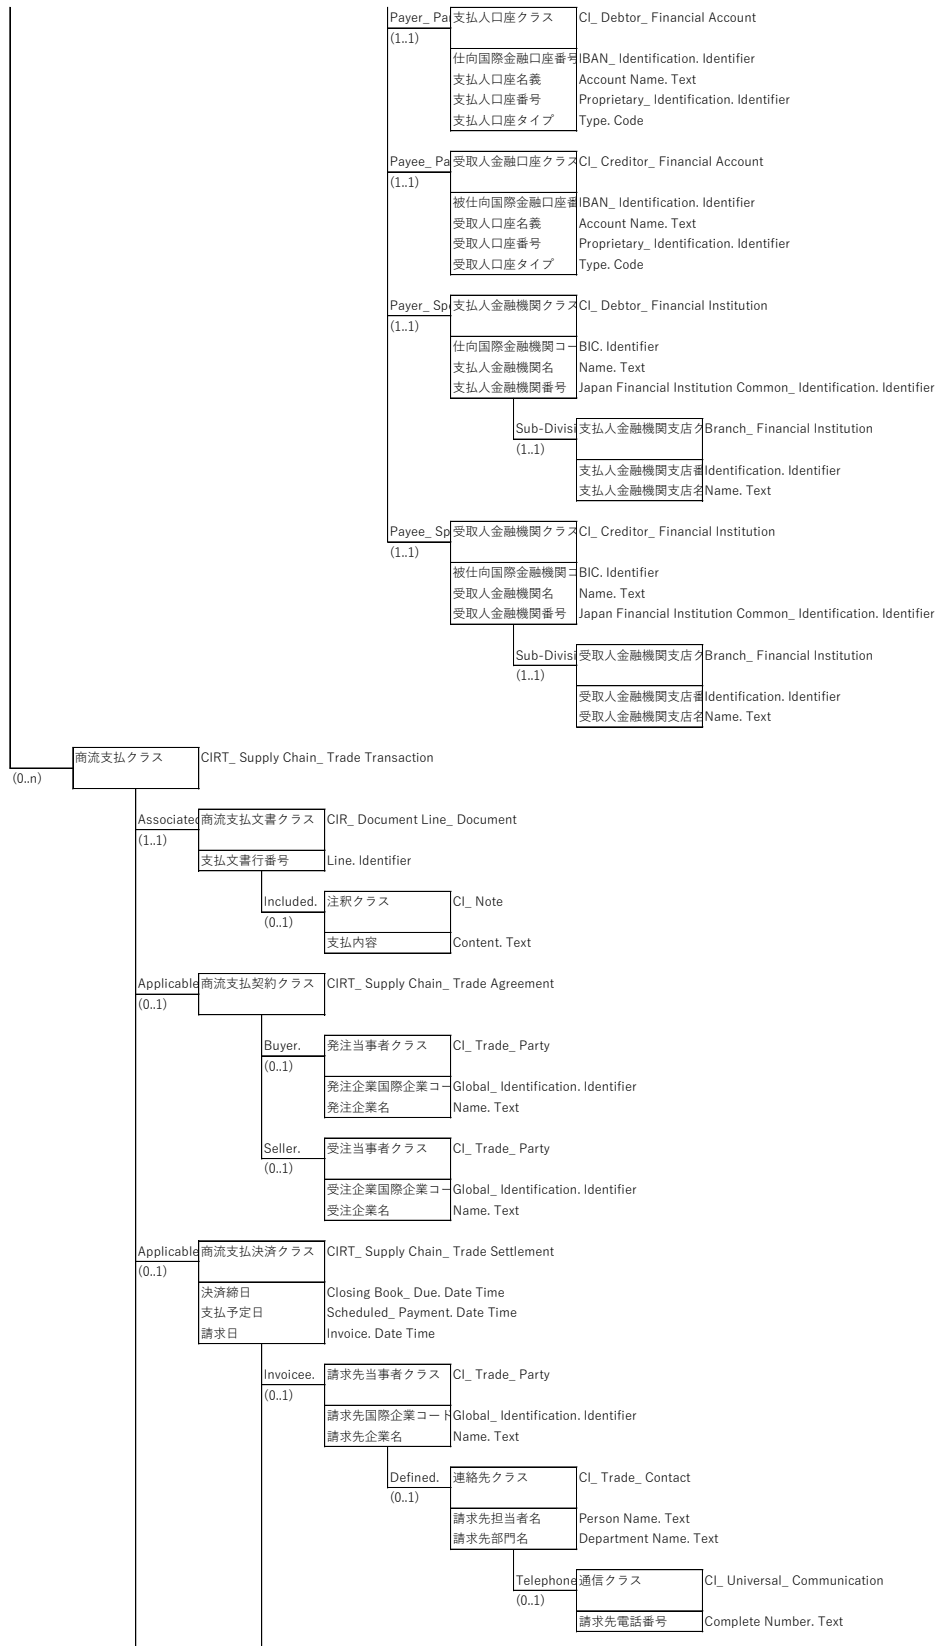 Payer_ Pa 支払人口座クラス CI_ Debtor_ Financial Account
(1..1)
仕向国際金融口座番号 IBAN_ Identification. Identifier
支払人口座名義 Account Name. Text
支払人口座番号 Proprietary_ Identification. Identifier
支払人口座タイプ Type. Code
Payee_ Pa 受取人金融口座クラス CI_ Creditor_ Financial Account
(1..1)
被仕向国際金融口座番 IBAN_ Identification. Identifier
受取人口座名義 Account Name. Text
受取人口座番号 Proprietary_ Identification. Identifier
受取人口座タイプ Type. Code
Payer_ Spe 支払人金融機関クラス CI_ Debtor_ Financial Institution
(1..1)
仕向国際金融機関コー BIC. Identifier
支払人金融機関名 Name. Text
支払人金融機関番号 Japan Financial Institution Common_ Identification. Identifier
Sub-Divisi 支払人金融機関支店ク Branch_ Financial Institution
(1..1)
支払人金融機関支店番 Identification. Identifier
支払人金融機関支店名 Name. Text
Payee_ Sp 受取人金融機関クラス CI_ Creditor_ Financial Institution
(1..1)
被仕向国際金融機関コ BIC. Identifier
受取人金融機関名 Name. Text
受取人金融機関番号 Japan Financial Institution Common_ Identification. Identifier
Sub-Divisi 受取人金融機関支店ク Branch_ Financial Institution
(1..1)
受取人金融機関支店番 Identification. Identifier
受取人金融機関支店名 Name. Text
商流支払クラス CIRT_ Supply Chain_ Trade Transaction
(0..n)
Associated 商流支払文書クラス CIR_ Document Line_ Document
(1..1)
支払文書行番号 Line. Identifier
Included. 注釈クラス CI_ Note
(0..1)
支払内容 Content. Text
Applicable 商流支払契約クラス CIRT_ Supply Chain_ Trade Agreement
(0..1)
Buyer. 発注当事者クラス CI_ Trade_ Party
(0..1)
発注企業国際企業コー Global_ Identification. Identifier
発注企業名 Name. Text
Seller. 受注当事者クラス CI_ Trade_ Party
(0..1)
受注企業国際企業コー Global_ Identification. Identifier
受注企業名 Name. Text
Applicable 商流支払決済クラス CIRT_ Supply Chain_ Trade Settlement
(0..1)
決済締日 Closing Book_ Due. Date Time
支払予定日 Scheduled_ Payment. Date Time
請求日 Invoice. Date Time
Invoicee. 請求先当事者クラス CI_ Trade_ Party
(0..1)
請求先国際企業コード Global_ Identification. Identifier
請求先企業名 Name. Text
Defined. 連絡先クラス CI_ Trade_ Contact
(0..1)
請求先担当者名 Person Name. Text
請求先部門名 Department Name. Text
Telephone 通信クラス CI_ Universal_ Communication
(0..1)
請求先電話番号 Complete Number. Text